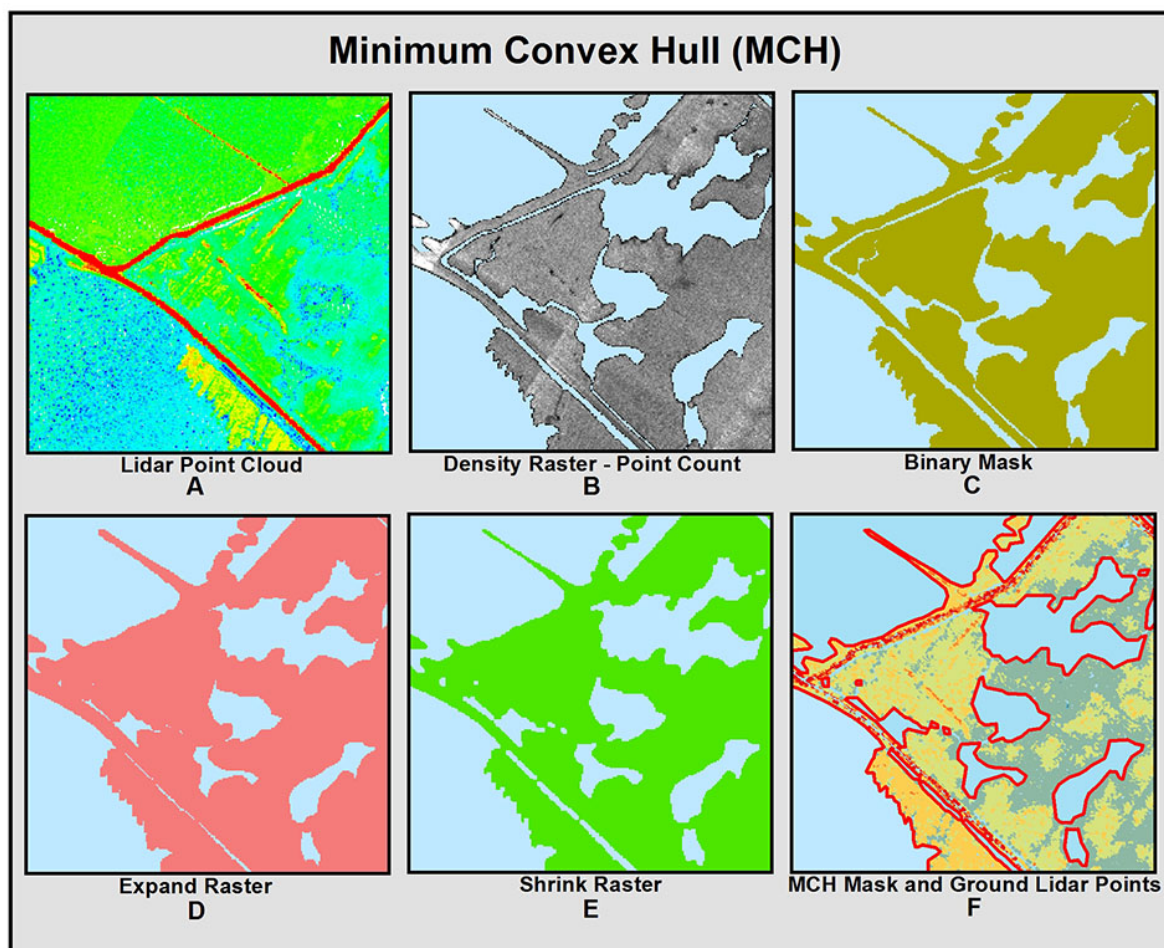 Minimum Convex Hull (MCH)
Lidar Point Cloud
A
Density Raster - Point Count
B
Binary Mask
C
Expand Raster
D
Shrink Raster
E
MCH Mask and Ground Lidar Points
F